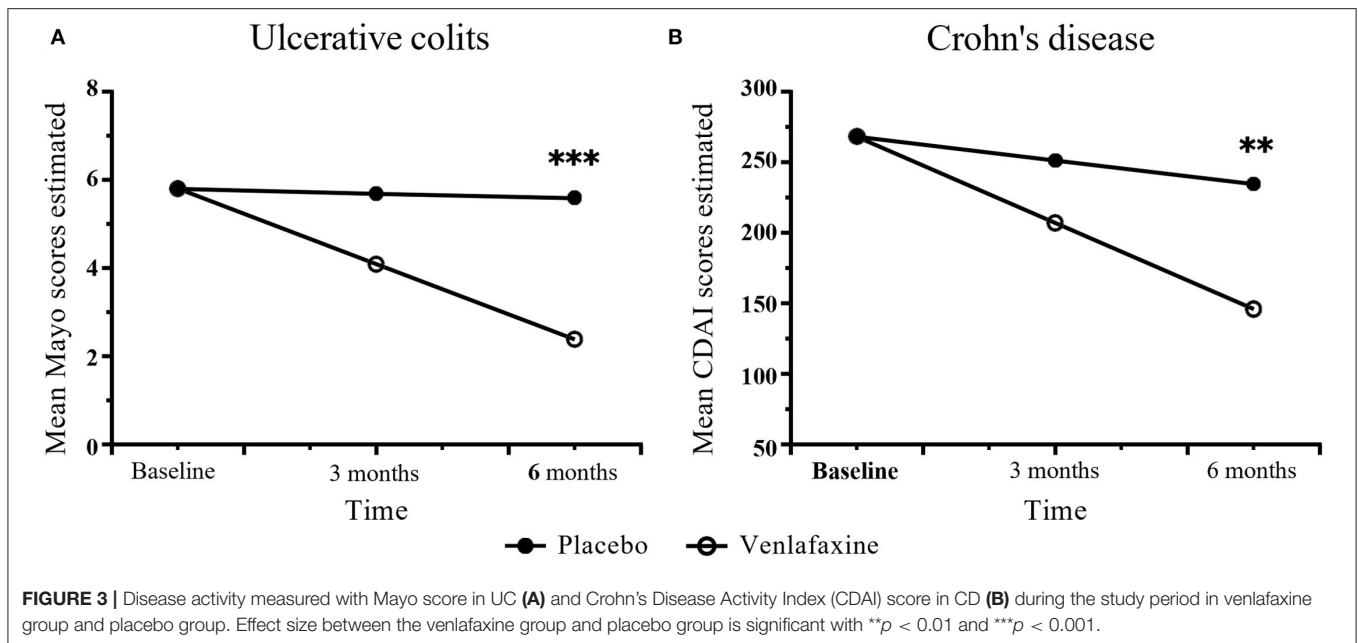 A
Ulcerative colits
Mean Mayo scores estimated
8
6
4
2
0
***
Baseline
3 months
6 months
Time
B
Crohn's disease
Mean CDAI scores estimated
300
250
200
150
100
50
**
Baseline
3 months
6 months
Time
Placebo
Venlafaxine
FIGURE 3 | Disease activity measured with Mayo score in UC (A) and Crohn's Disease Activity Index (CDAI) score in CD (B) during the study period in venlafaxine
group and placebo group. Effect size between the venlafaxine group and placebo group is significant with **p < 0.01 and ***p < 0.001.